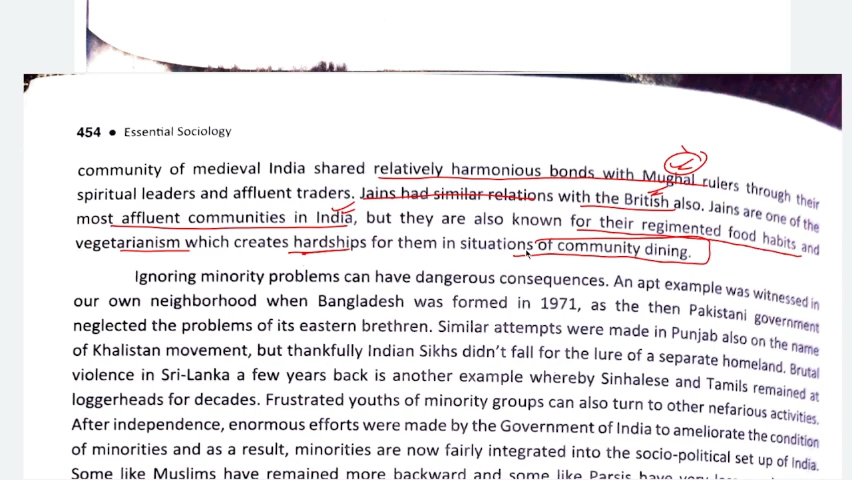 454 • Essential Sociology
community of medieval India shared relatively harmonious bonds with Mughal rulers through their
spiritual leaders and affluent traders. Jains had similar relations with the British also. Jains are one of the
most affluent communities in India, but they are also known for their regimented food habits and
vegetarianism which creates hardships for them in situations of community dining.
Ignoring minority problems can have dangerous consequences. An apt example was witnessed in
our own neighborhood when Bangladesh was formed in 1971, as the then Pakistani government
neglected the problems of its eastern brethren. Similar attempts were made in Punjab also on the name
of Khalistan movement, but thankfully Indian Sikhs didn't fall for the lure of a separate homeland. Brutal
violence in Sri-Lanka a few years back is another example whereby Sinhalese and Tamils remained at
loggerheads for decades. Frustrated youths of minority groups can also turn to other nefarious activities.
After independence, enormous efforts were made by the Government of India to ameliorate the condition
of minorities and as a result, minorities are now fairly integrated into the socio-political set up of India.
Some like Muslims have remained more backward and some like Parsis have very